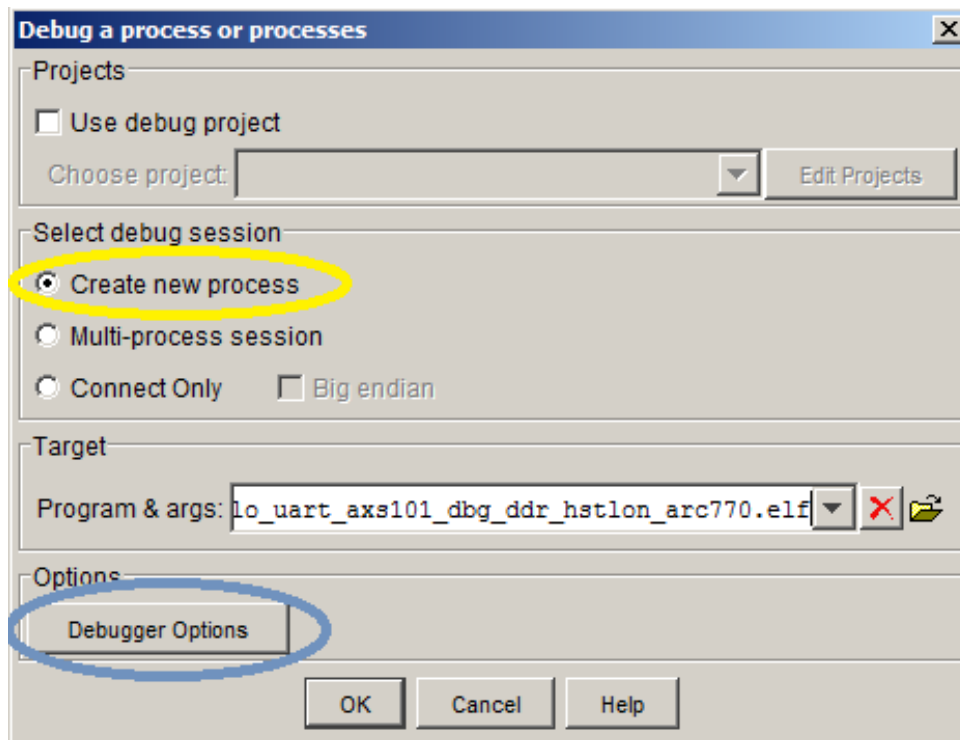 Debug a process or processes
Projects
Use debug project
Choose project:
Edit Projects
Select debug session
Create new process
Multi-process session
Connect Only
Big endian
Target
Program & args:
lo_uart_axs101_dbg_ddr_hstlon_arc770.elf
Options
Debugger Options
OK
Cancel
Help